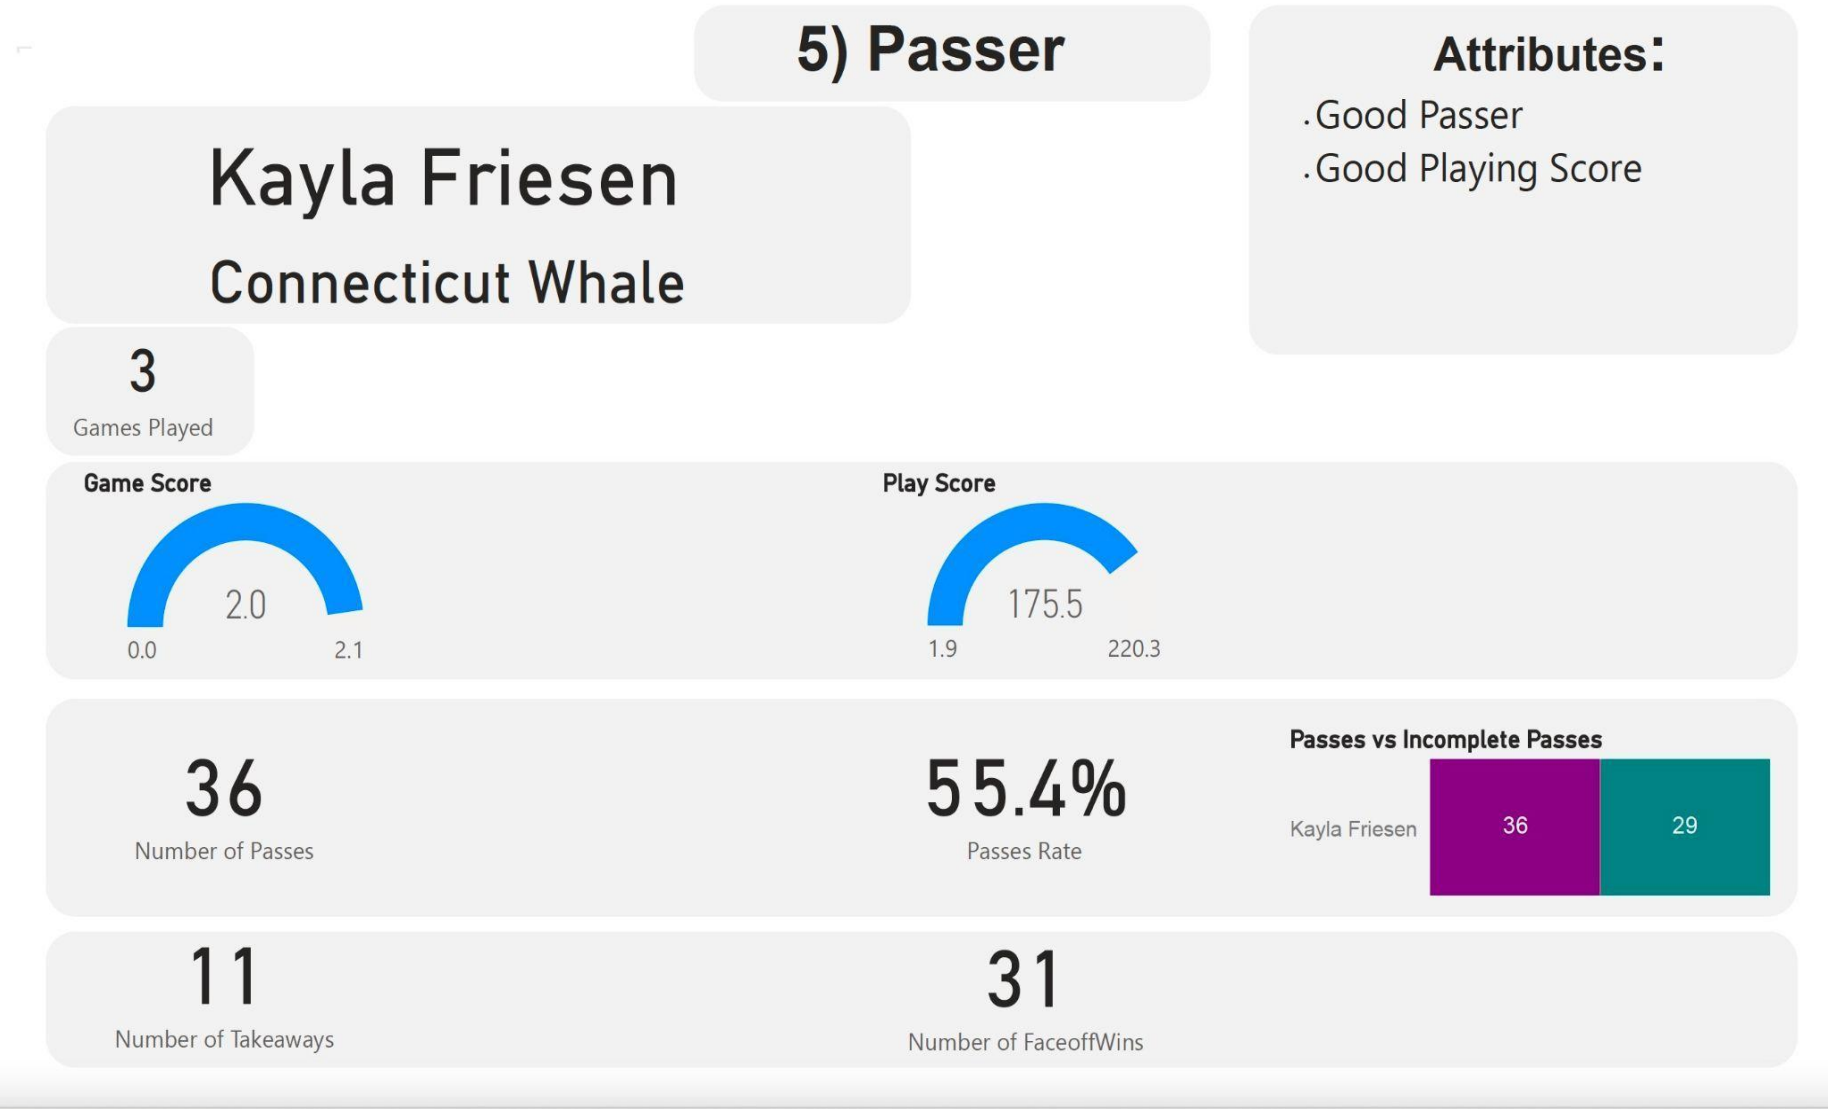 5) Passer
Attributes:
.Good Passer
.Good Playing Score
Kayla Friesen
Connecticut Whale
3
Games Played
Game Score
2.0
0.0
2.1
Play Score
175.5
1.9
220.3
36
Number of Passes
55.4%
Passes Rate
Passes vs Incomplete Passes
Kayla Friesen
36
29
11
Number of Takeaways
31
Number of FaceoffWins